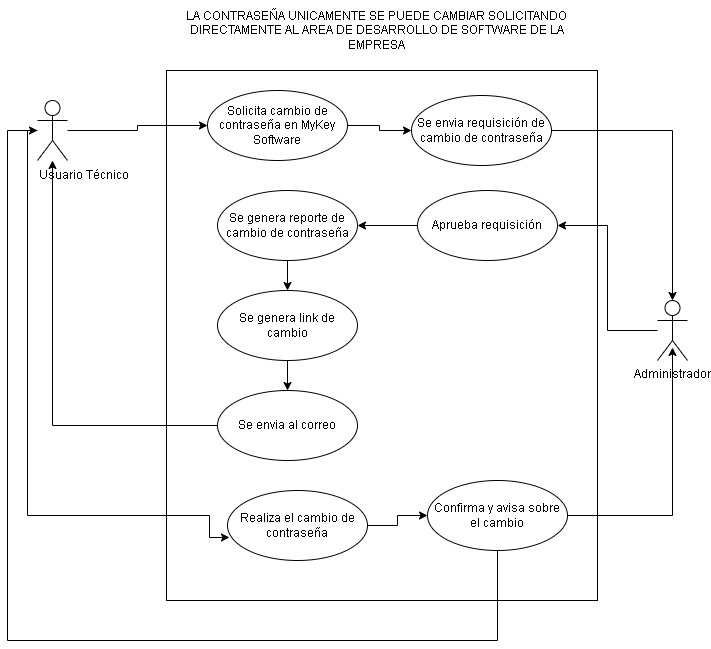 LA CONTRASEÑA UNICAMENTE SE PUEDE CAMBIAR SOLICITANDO
DIRECTAMENTE AL AREA DE DESARROLLO DE SOFTWARE DE LA
EMPRESA
Solicita cambio de
contraseña en MyKey
Software
Se envia requisición de
cambio de contraseña
Usuario Técnico
Se genera reporte de
cambio de contraseña
Aprueba requisición
Se genera link de
cambio
Administrador
Se envia al correo
Realiza el cambio de
contraseña
Confirma y avisa sobre
el cambio